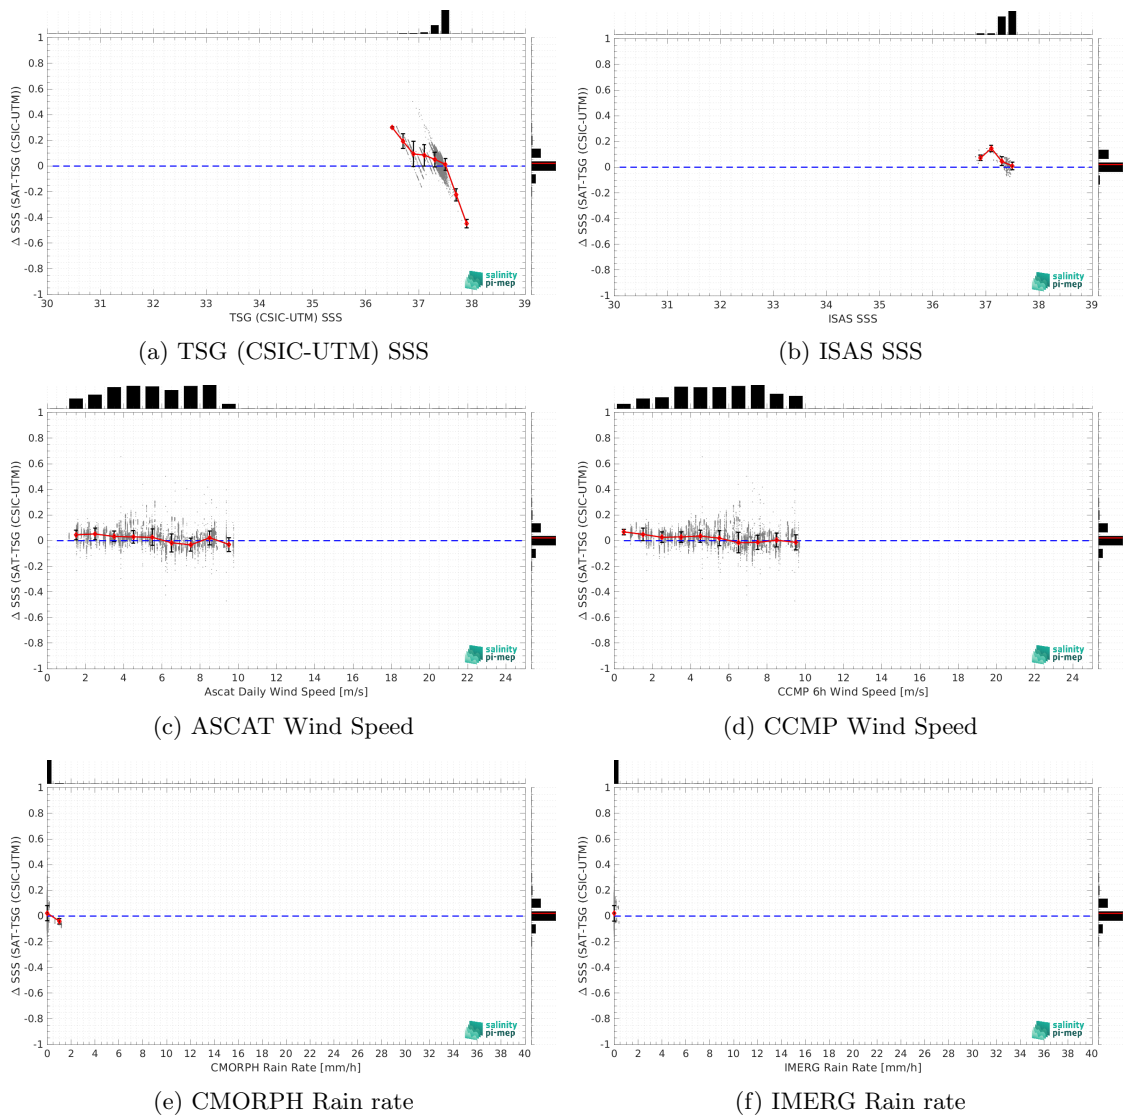 1
0.8
0.6
0.4
0.2
0
-0.2
-0.4
-0.6
-0.8
-1
Δ SSS (SAT-TSG (CSIC-UTM))
30 31 32 33 34 35 36 37 38 39
TSG (CSIC-UTM) SSS
salinity
pi-mep
(a) TSG (CSIC-UTM) SSS
1
0.8
0.6
0.4
0.2
0
-0.2
-0.4
-0.6
-0.8
-1
Δ SSS (SAT-TSG (CSIC-UTM))
30 31 32 33 34 35 36 37 38 39
ISAS SSS
salinity
pi-mep
(b) ISAS SSS
1
0.8
0.6
0.4
0.2
0
-0.2
-0.4
-0.6
-0.8
-1
Δ SSS (SAT-TSG (CSIC-UTM))
0 2 4 6 8 10 12 14 16 18 20 22 24
Ascat Daily Wind Speed [m/s]
salinity
pi-mep
(c) ASCAT Wind Speed
1
0.8
0.6
0.4
0.2
0
-0.2
-0.4
-0.6
-0.8
-1
Δ SSS (SAT-TSG (CSIC-UTM))
0 2 4 6 8 10 12 14 16 18 20 22 24
CCMP 6h Wind Speed [m/s]
salinity
pi-mep
(d) CCMP Wind Speed
1
0.8
0.6
0.4
0.2
0
-0.2
-0.4
-0.6
-0.8
-1
Δ SSS (SAT-TSG (CSIC-UTM))
0 2 4 6 8 10 12 14 16 18 20 22 24 26 28 30 32 34 36 38 40
CMORPH Rain Rate [mm/h]
salinity
pi-mep
(e) CMORPH Rain rate
1
0.8
0.6
0.4
0.2
0
-0.2
-0.4
-0.6
-0.8
-1
Δ SSS (SAT-TSG (CSIC-UTM))
0 2 4 6 8 10 12 14 16 18 20 22 24 26 28 30 32 34 36 38 40
IMERG Rain Rate [mm/h]
salinity
pi-mep
(f) IMERG Rain rate